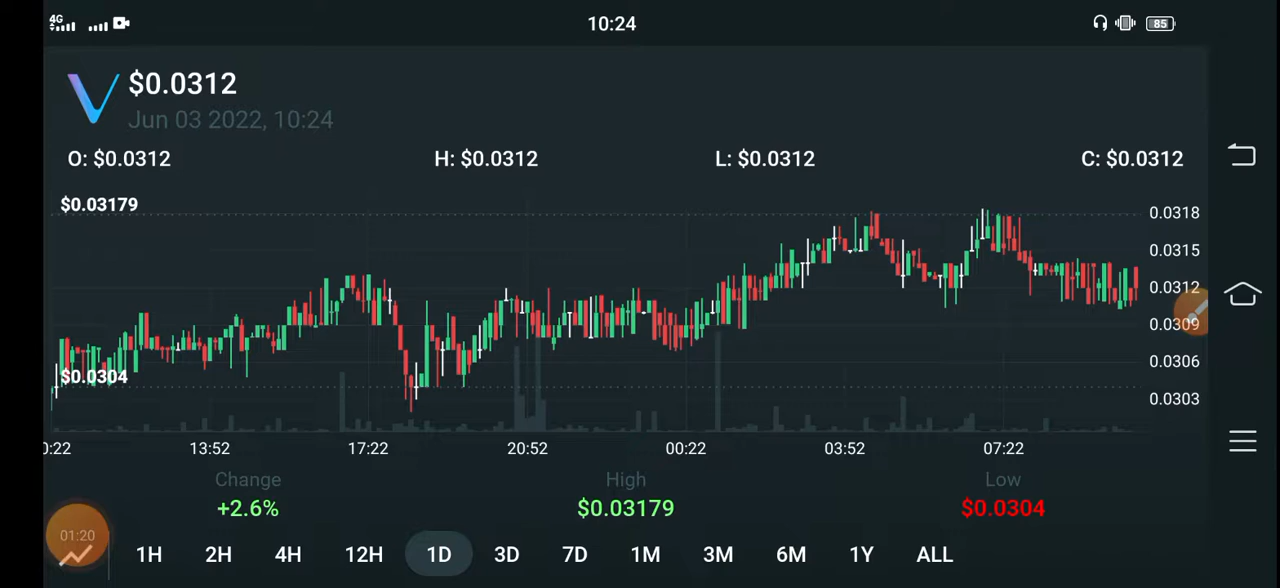 4G 10:24 85
$0.0312
Jun 03 2022, 10:24
O: $0.0312 H: $0.0312 L: $0.0312 C: $0.0312
$0.03179
0.0318
0.0315
0.0312
0.0309
0.0306
$0.0304
0.0303
0:22 13:52 17:22 20:52 00:22 03:52 07:22
Change High Low
+2.6% $0.03179 $0.0304
01:20
1H 2H 4H 12H 1D 3D 7D 1M 3M 6M 1Y ALL